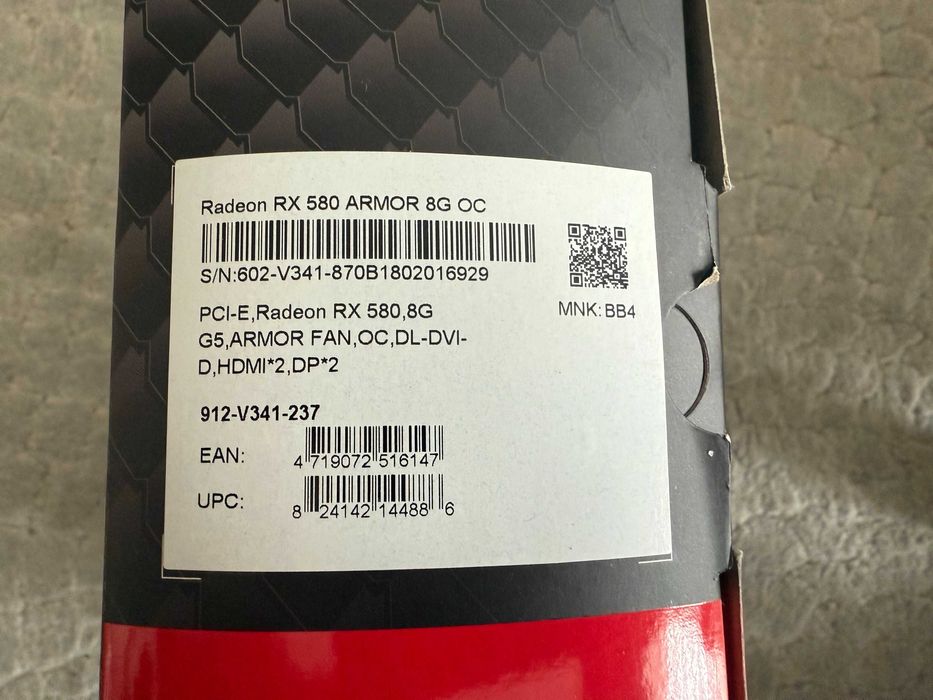 Radeon RX 580 ARMOR 8G OC
S/N:602-V341-870B1802016929
PCI-E,Radeon RX 580,8G
MNK: BB4
G5,ARMOR FAN,OC,DL-DVI-
D,HDMI*2,DP*2
912-V341-237
EAN:
4 719072 516147
UPC:
8 24142 14488 6